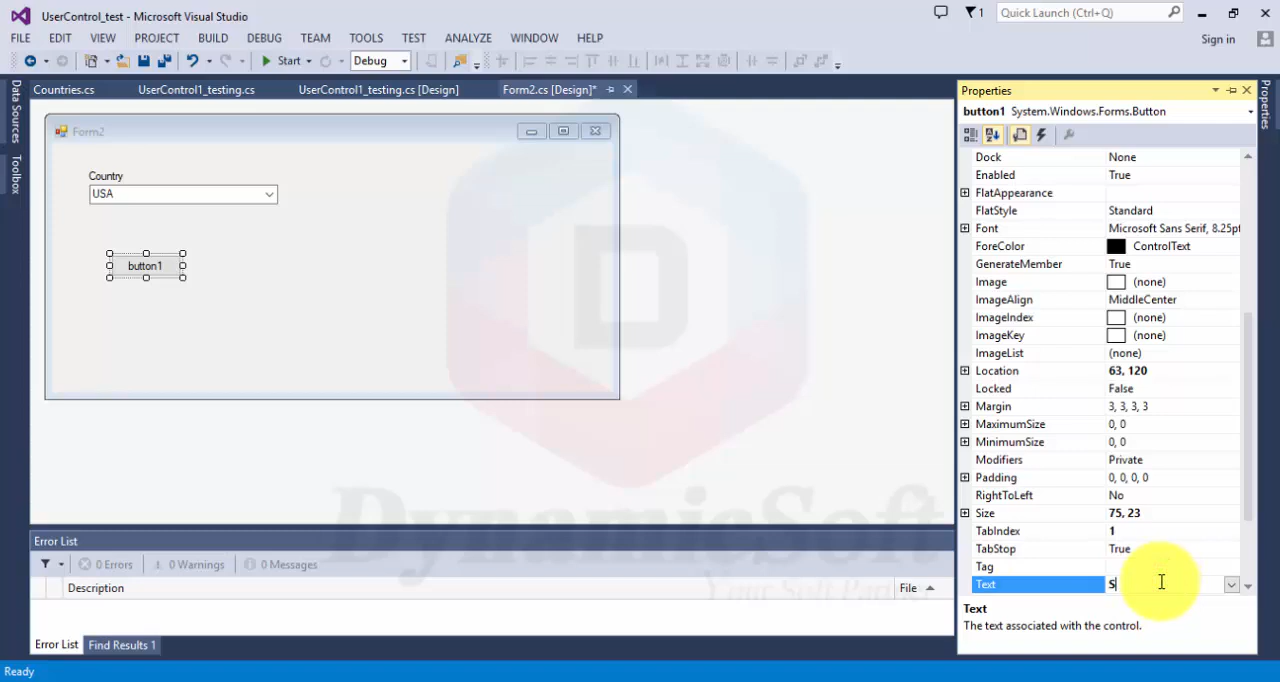 UserControl_test - Microsoft Visual Studio
1
Quick Launch (Ctrl+Q)
FILE EDIT VIEW PROJECT BUILD DEBUG TEAM TOOLS TEST ANALYZE WINDOW HELP
Sign in
Start
Debug
Data Sources
Toolbox
Countries.cs
UserControl1_testing.cs
UserControl1_testing.cs [Design]
Form2.cs [Design]*
Form2
Country
USA
button1
D
DynamicSoft
Your Soft Partner
Error List
0 Errors
0 Warnings
0 Messages
Description
File
Error List
Find Results 1
Ready
Properties
Properties
button1 System.Windows.Forms.Button
Dock None
Enabled True
FlatAppearance
FlatStyle Standard
Font Microsoft Sans Serif, 8.25pt
ForeColor ControlText
GenerateMember True
Image (none)
ImageAlign MiddleCenter
ImageIndex (none)
ImageKey (none)
ImageList (none)
Location 63, 120
Locked False
Margin 3, 3, 3, 3
MaximumSize 0, 0
MinimumSize 0, 0
Modifiers Private
Padding 0, 0, 0, 0
RightToLeft No
Size 75, 23
TabIndex 1
TabStop True
Tag
Text S
Text
The text associated with the control.